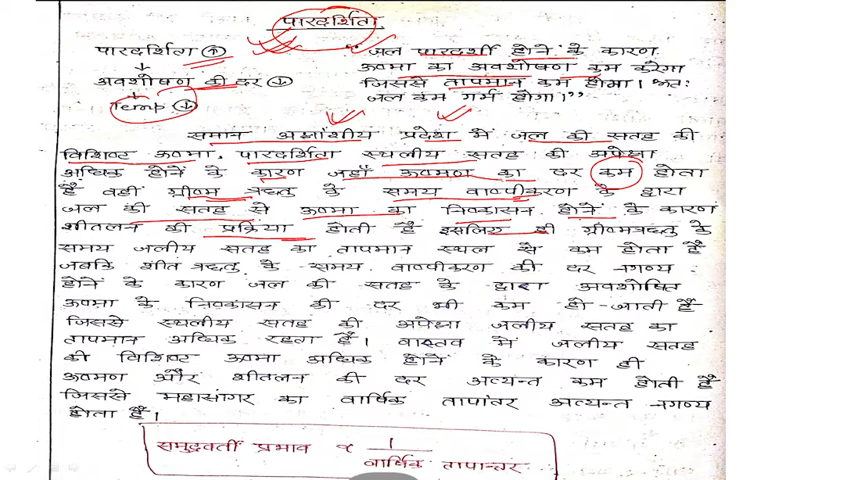 पारदर्शिता
पारदर्शिता ↑
↓
अवशोषण की दर ↓
↓
Temp ↓
"जल पारदर्शी होने के कारण
ऊष्मा का अवशोषण कम करेगा
जिससे तापमान कम होगा। अतः
जल कम गर्म होगा।"
समान अक्षांशीय प्रदेश में जल की सतह की
विशिष्ट ऊष्मा, पारदर्शिता स्थलीय सतह की अपेक्षा
अधिक होने के कारण जहाँ ऊष्मण का दर कम होता
है वहीं ग्रीष्म ऋतु के समय वाष्पीकरण के द्वारा
जल की सतह से ऊष्मा का निष्कासन होने के कारण
शीतलन की प्रक्रिया होती है इसलिए ही ग्रीष्मऋतु के
समय जलीय सतह का तापमान स्थल से कम होता है
जबकि शीत ऋतु के समय वाष्पीकरण की दर नगण्य
होने के कारण जल की सतह के द्वारा अवशोषित
ऊष्मा के निष्कासन की दर भी कम हो जाती है
जिससे स्थलीय सतह की अपेक्षा जलीय सतह का
तापमान अधिक रहता है। वास्तव में जलीय सतह
की विशिष्ट ऊष्मा अधिक होने के कारण ही
ऊष्मण और शीतलन की दर अत्यन्त कम होती है
जिससे महासागर का वार्षिक तापांतर अत्यन्त नगण्य
होता है।
समुद्रवर्ती प्रभाव ∝ 1 / वार्षिक तापान्तर